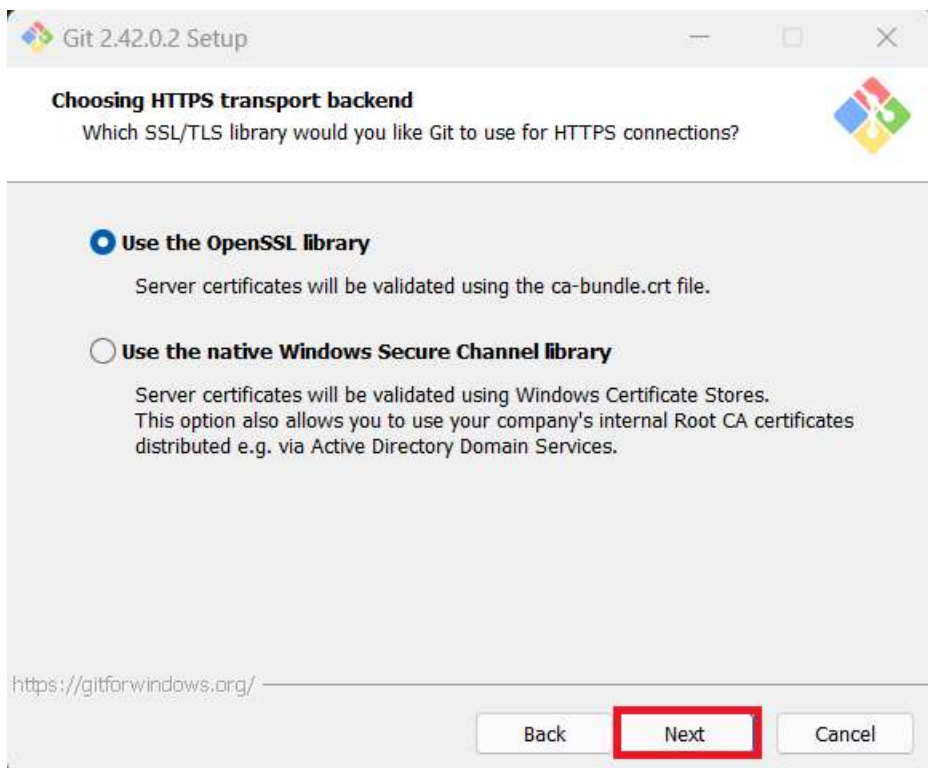 Git 2.42.0.2 Setup
Choosing HTTPS transport backend
Which SSL/TLS library would you like Git to use for HTTPS connections?
Use the OpenSSL library
Server certificates will be validated using the ca-bundle.crt file.
Use the native Windows Secure Channel library
Server certificates will be validated using Windows Certificate Stores.
This option also allows you to use your company's internal Root CA certificates
distributed e.g. via Active Directory Domain Services.
https://gitforwindows.org/
Back Next Cancel